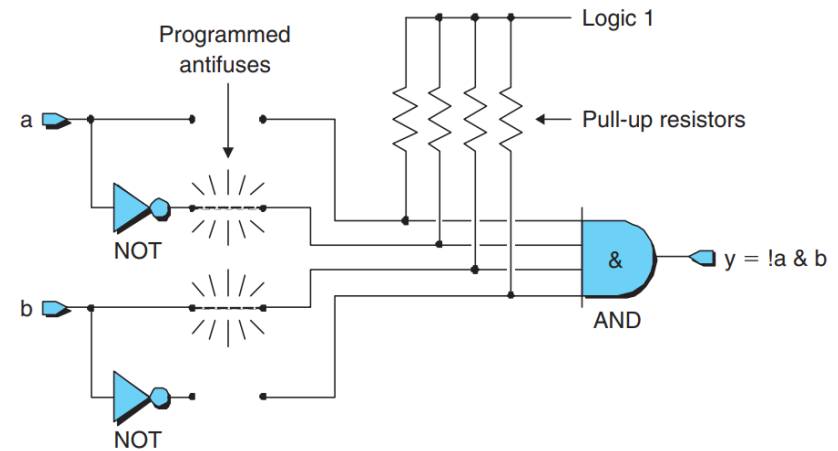 Logic 1
Programmed
antifuses
a
Pull-up resistors
NOT
&
y = !a & b
b
AND
NOT